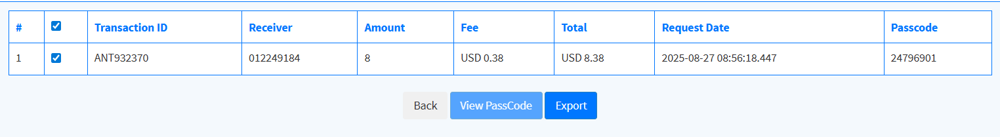 # Transaction ID Receiver Amount Fee Total Request Date Passcode
1 ANT932370 012249184 8 USD 0.38 USD 8.38 2025-08-27 08:56:18.447 24796901
Back View PassCode Export